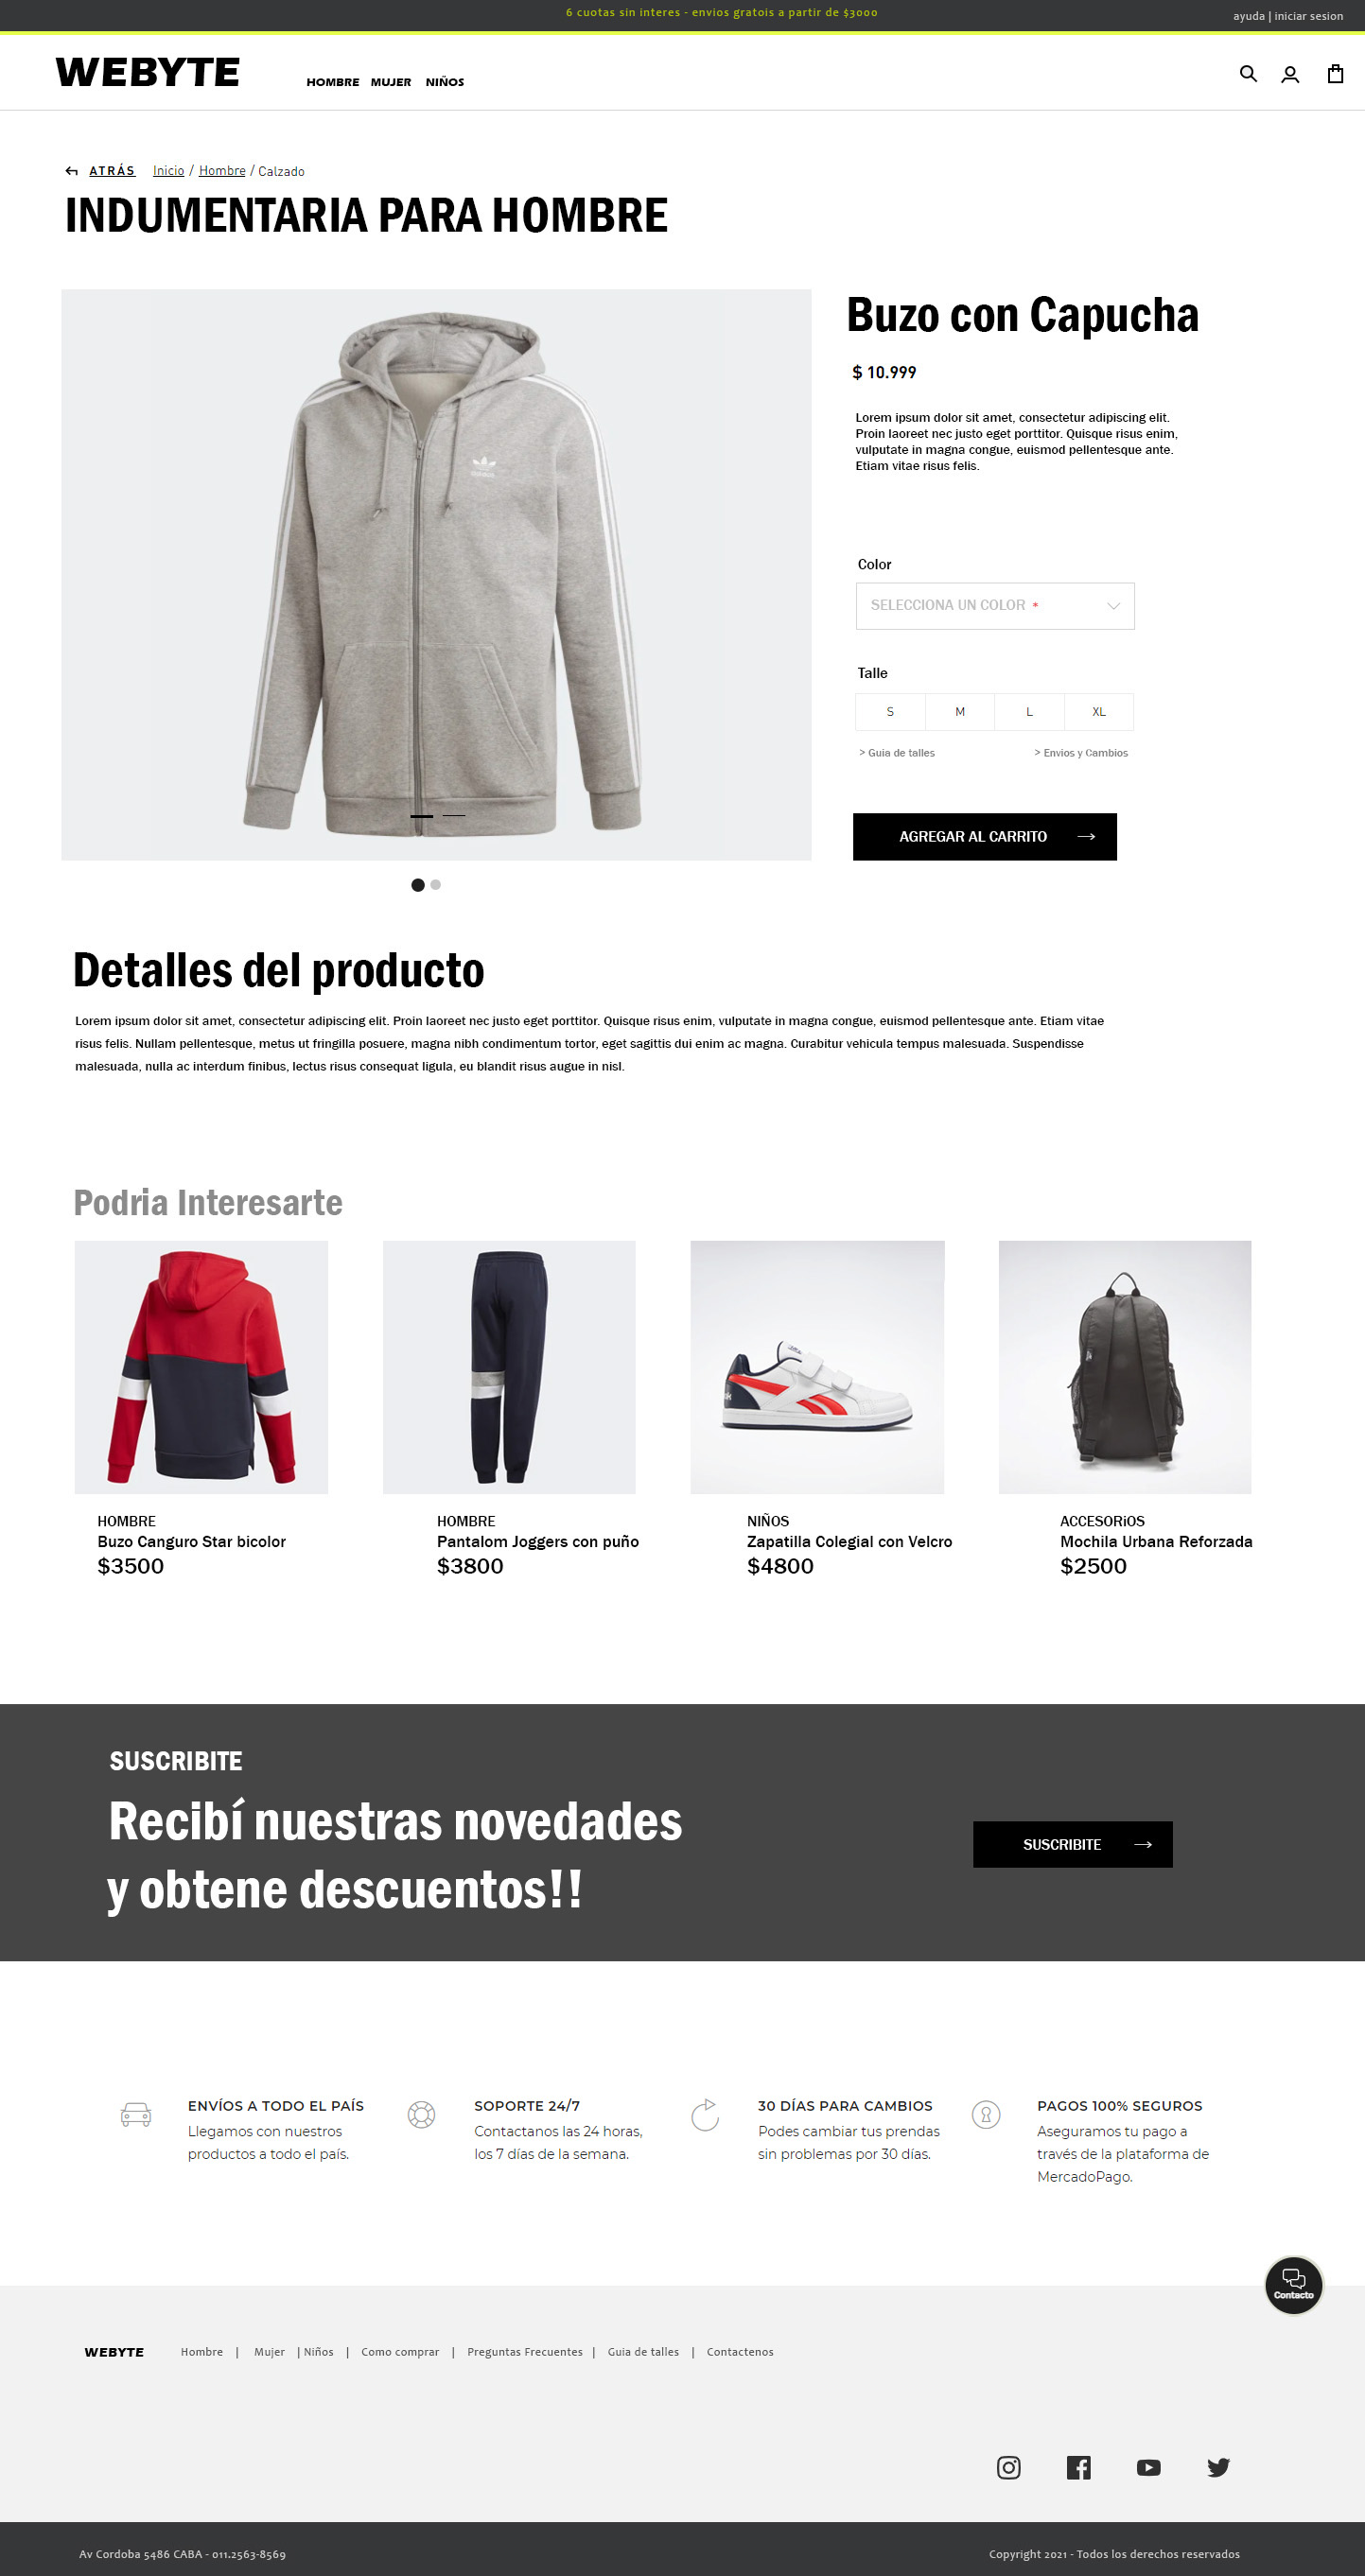 6 cuotas sin interes - envios gratois a partir de $3000
ayuda | iniciar sesion
WEBYTE
HOMBRE MUJER NIÑOS
ATRÁS Inicio / Hombre / Calzado
INDUMENTARIA PARA HOMBRE
Buzo con Capucha
$ 10.999
Lorem ipsum dolor sit amet, consectetur adipiscing elit.
Proin laoreet nec justo eget porttitor. Quisque risus enim,
vulputate in magna congue, euismod pellentesque ante.
Etiam vitae risus felis.
Color
SELECCIONA UN COLOR *
Talle
S M L XL
> Guia de talles > Envios y Cambios
AGREGAR AL CARRITO
Detalles del producto
Lorem ipsum dolor sit amet, consectetur adipiscing elit. Proin laoreet nec justo eget porttitor. Quisque risus enim, vulputate in magna congue, euismod pellentesque ante. Etiam vitae
risus felis. Nullam pellentesque, metus ut fringilla posuere, magna nibh condimentum tortor, eget sagittis dui enim ac magna. Curabitur vehicula tempus malesuada. Suspendisse
malesuada, nulla ac interdum finibus, lectus risus consequat ligula, eu blandit risus augue in nisl.
Podria Interesarte
HOMBRE
Buzo Canguro Star bicolor
$3500
HOMBRE
Pantalom Joggers con puño
$3800
NIÑOS
Zapatilla Colegial con Velcro
$4800
ACCESORiOS
Mochila Urbana Reforzada
$2500
SUSCRIBITE
Recibí nuestras novedades
y obtene descuentos!!
SUSCRIBITE
ENVÍOS A TODO EL PAÍS
Llegamos con nuestros
productos a todo el país.
SOPORTE 24/7
Contactanos las 24 horas,
los 7 días de la semana.
30 DÍAS PARA CAMBIOS
Podes cambiar tus prendas
sin problemas por 30 días.
PAGOS 100% SEGUROS
Aseguramos tu pago a
través de la plataforma de
MercadoPago.
Contacto
WEBYTE Hombre | Mujer | Niños | Como comprar | Preguntas Frecuentes | Guia de talles | Contactenos
Av Cordoba 5486 CABA - 011.2563-8569
Copyright 2021 - Todos los derechos reservados